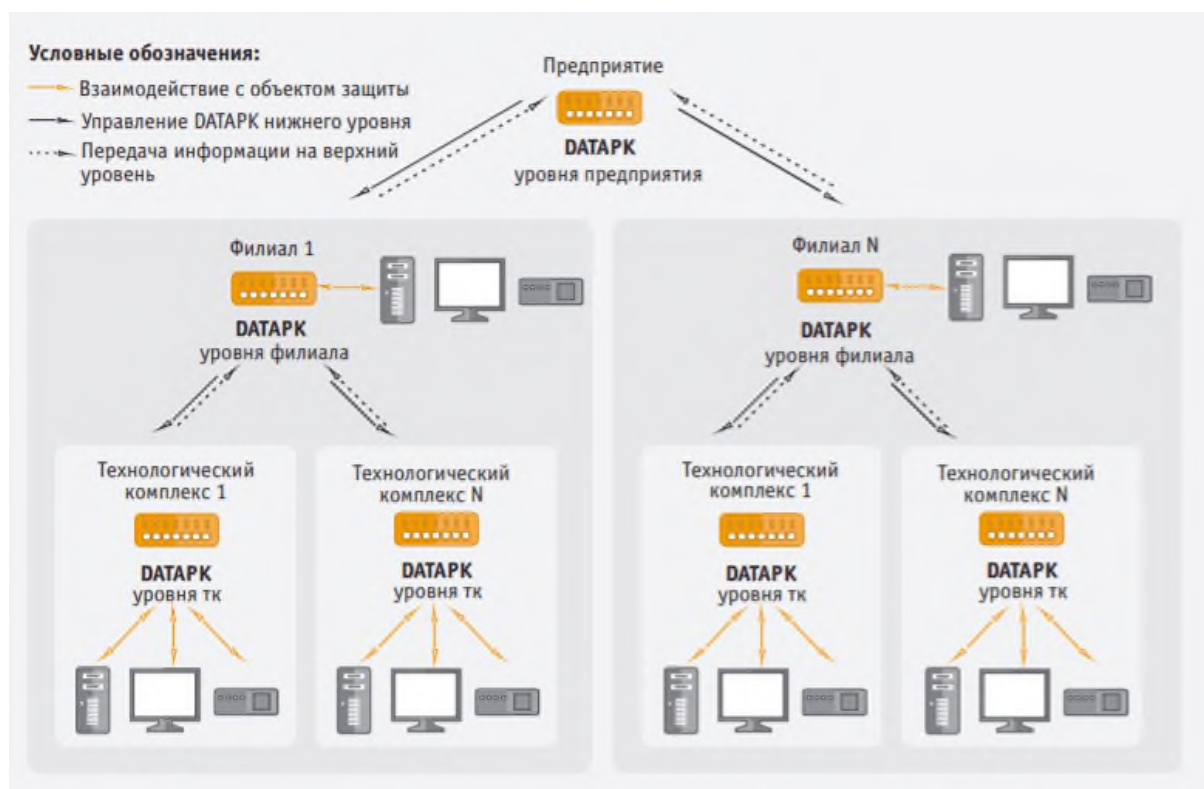 Условные обозначения:
Взаимодействие с объектом защиты
Управление DATAPK нижнего уровня
Передача информации на верхний
уровень
Предприятие
DATAPK
уровня предприятия
Филиал 1
DATAPK
уровня филиала
Филиал N
DATAPK
уровня филиала
Технологический
комплекс 1
DATAPK
уровня тк
Технологический
комплекс N
DATAPK
уровня тк
Технологический
комплекс 1
DATAPK
уровня тк
Технологический
комплекс N
DATAPK
уровня тк